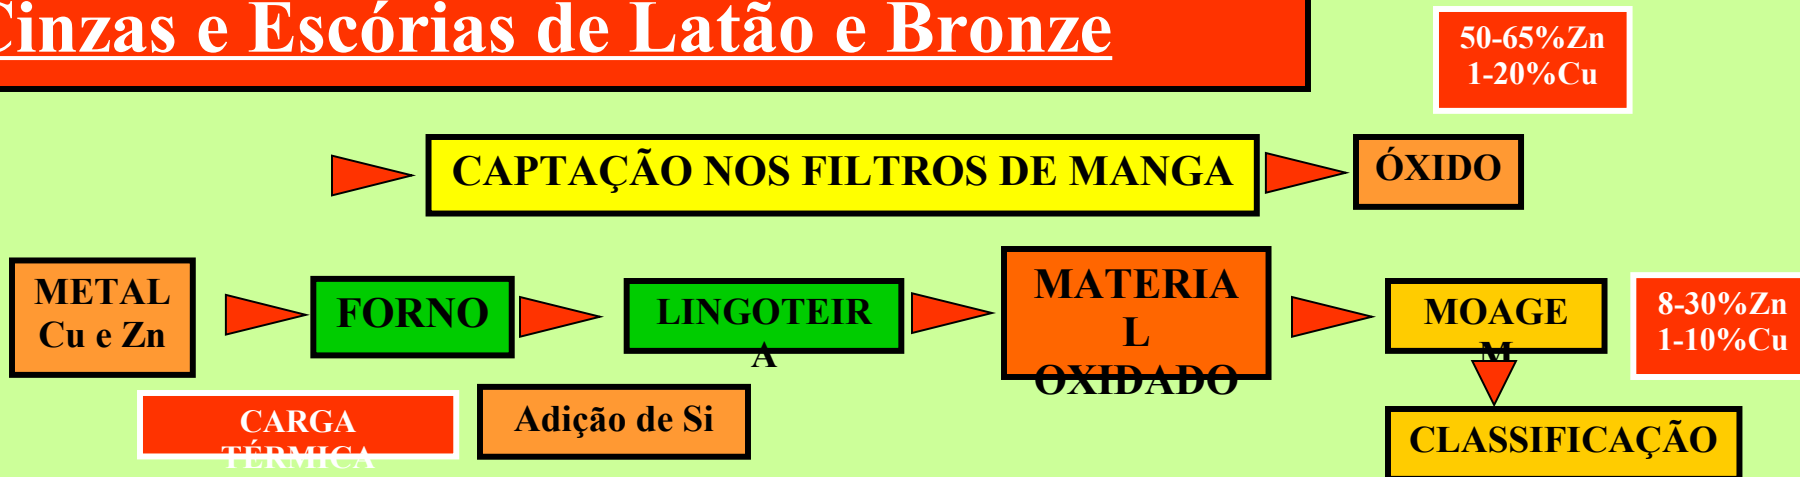 Cinzas e Escórias de Latão e Bronze
50-65%Zn
1-20%Cu
CAPTAÇÃO NOS FILTROS DE MANGA
ÓXIDO
METAL
Cu e Zn
FORNO
LINGOTEIR
A
MATERIA
L
OXIDADO
MOAGE
M
8-30%Zn
1-10%Cu
CARGA
TÉRMICA
Adição de Si
CLASSIFICAÇÃO